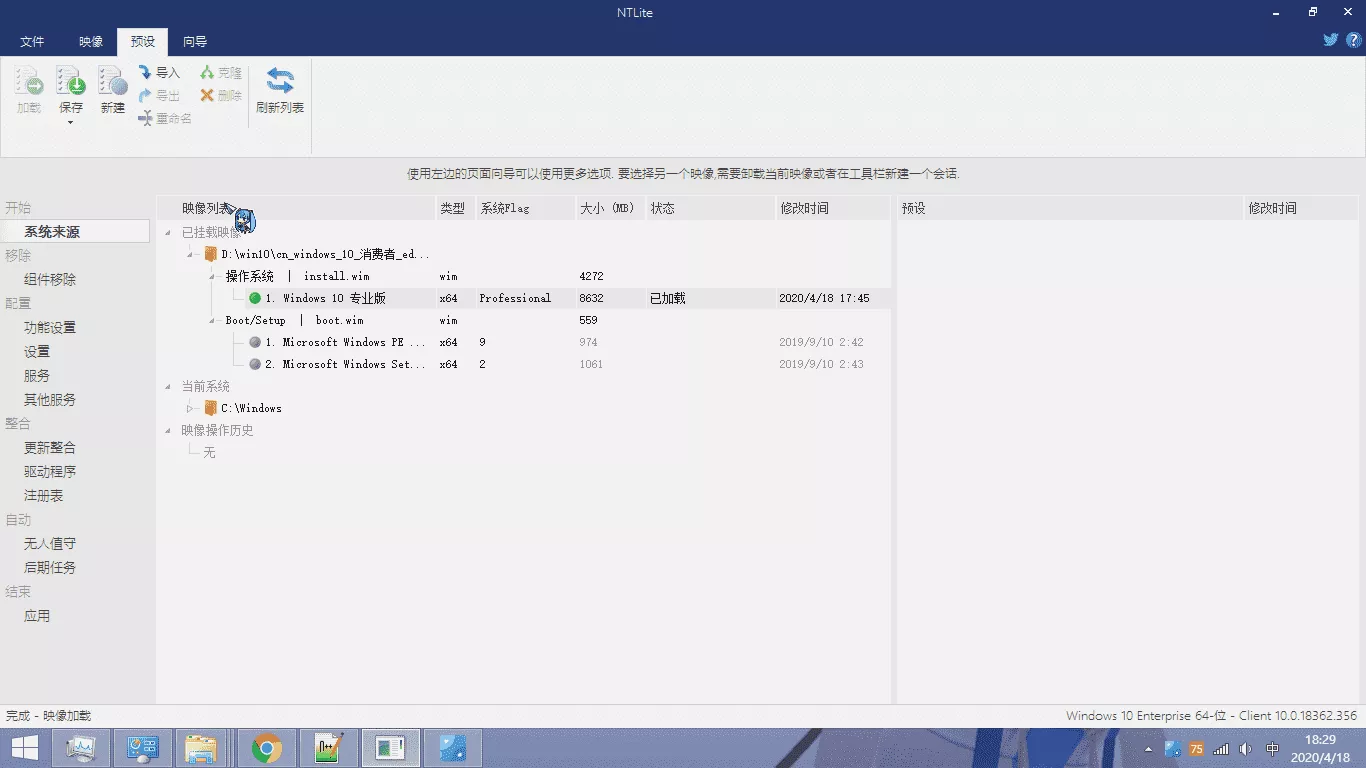 NTLite
文件 映像 预设 向导
加载 保存 新建 导入 导出 重命名 克隆 删除 刷新列表
使用左边的页面向导可以使用更多选项. 要选择另一个映像,需要卸载当前映像或者在工具栏新建一个会话.
开始
系统来源
移除
组件移除
配置
功能设置
设置
服务
其他服务
整合
更新整合
驱动程序
注册表
自动
无人值守
后期任务
结束
应用
映像列表 类型 系统Flag 大小 (MB) 状态 修改时间
已挂载映像
D:\win10\cn_windows_10_消费者_ed...
操作系统 | install.wim wim 4272
1. Windows 10 专业版 x64 Professional 8632 已加载 2020/4/18 17:45
Boot/Setup | boot.wim wim 559
1. Microsoft Windows PE ... x64 9 974 2019/9/10 2:42
2. Microsoft Windows Set... x64 2 1061 2019/9/10 2:43
当前系统
C:\Windows
映像操作历史
无
预设 修改时间
完成 - 映像加载
Windows 10 Enterprise 64-位 - Client 10.0.18362.356
75 中
18:29
2020/4/18